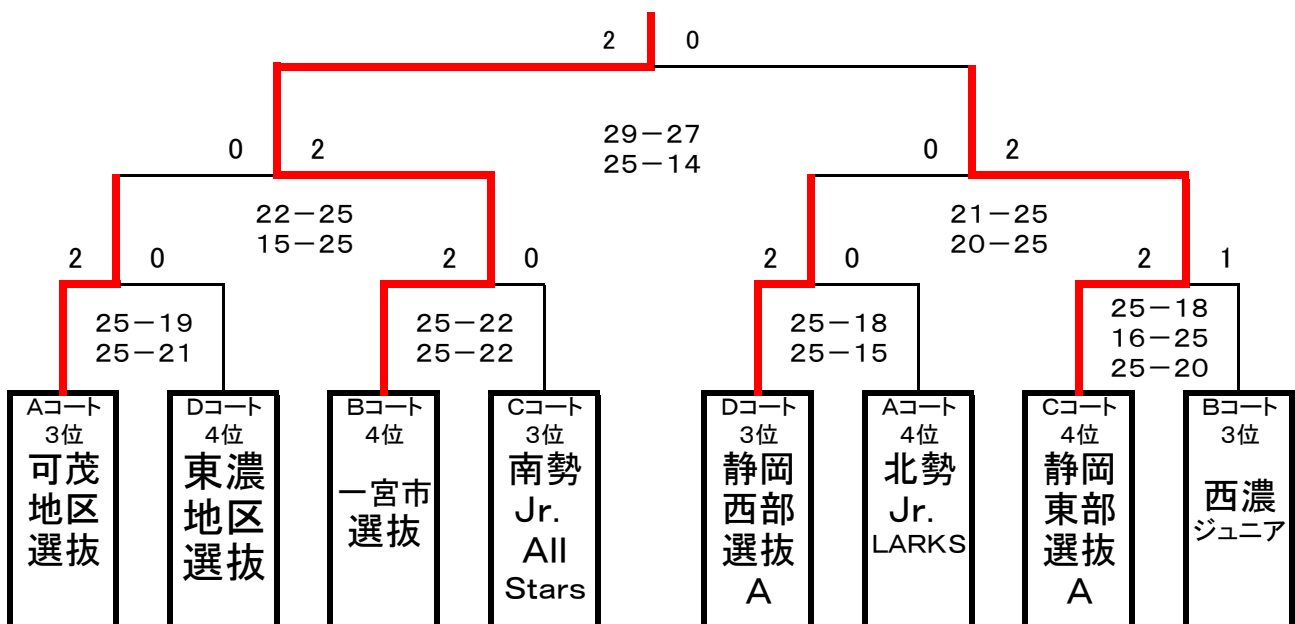 2 0
29－27
25－14
0 2
0 2
22－25
15－25
21－25
20－25
2 0
2 0
2 0
2 1
25－19
25－21
25－22
25－22
25－18
25－15
25－18
16－25
25－20
Aコート
3位
可茂
地区
選抜
Dコート
4位
東濃
地区
選抜
Bコート
4位
一宮市
選抜
Cコート
3位
南勢
Jr.
All
Stars
Dコート
3位
静岡
西部
選抜
A
Aコート
4位
北勢
Jr.
LARKS
Cコート
4位
静岡
東部
選抜
A
Bコート
3位
西濃
ジュニア